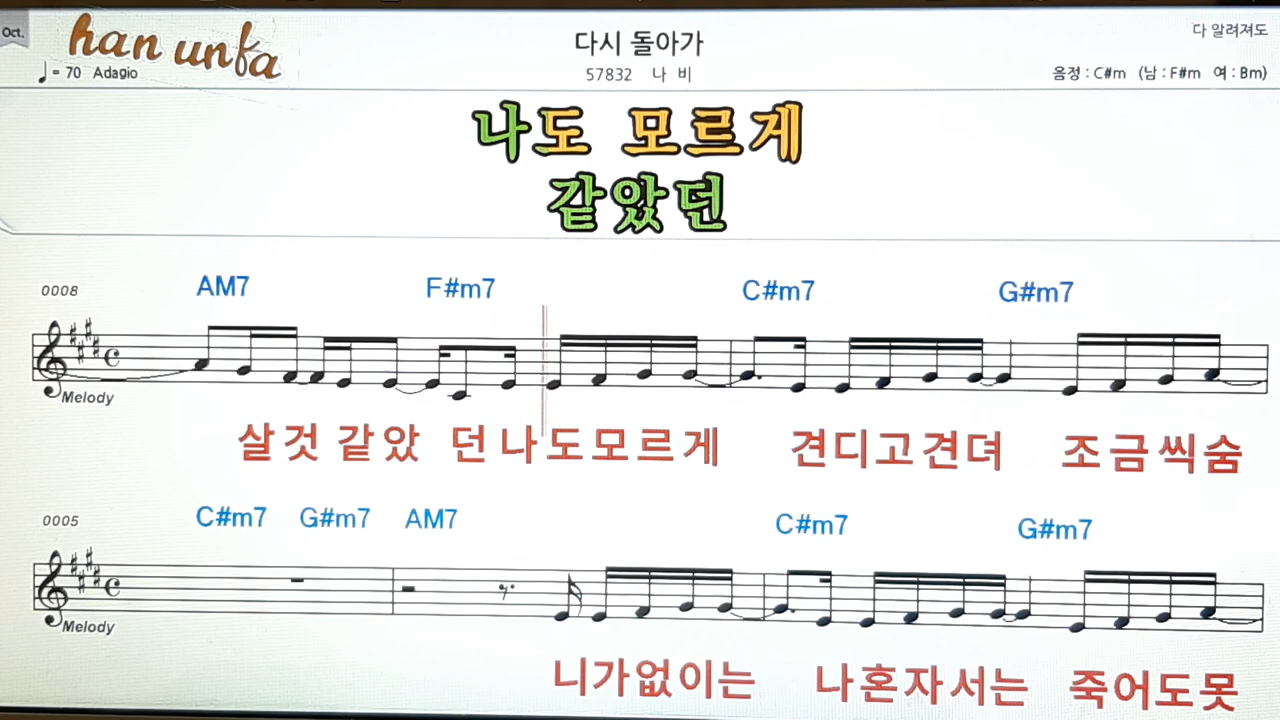 Oct.
han unfa
♩= 70 Adagio
다시 돌아가
57832 나 비
다 알려져도
음정 : C#m (남 : F#m 여 : Bm)
나도 모르게
같았던
0008
AM7 F#m7 C#m7 G#m7
Melody
살것 같았 던나도모르게 견디고견뎌 조금씩숨
0005
C#m7 G#m7 AM7 C#m7 G#m7
Melody
니가없이는 나혼자서는 죽어도못